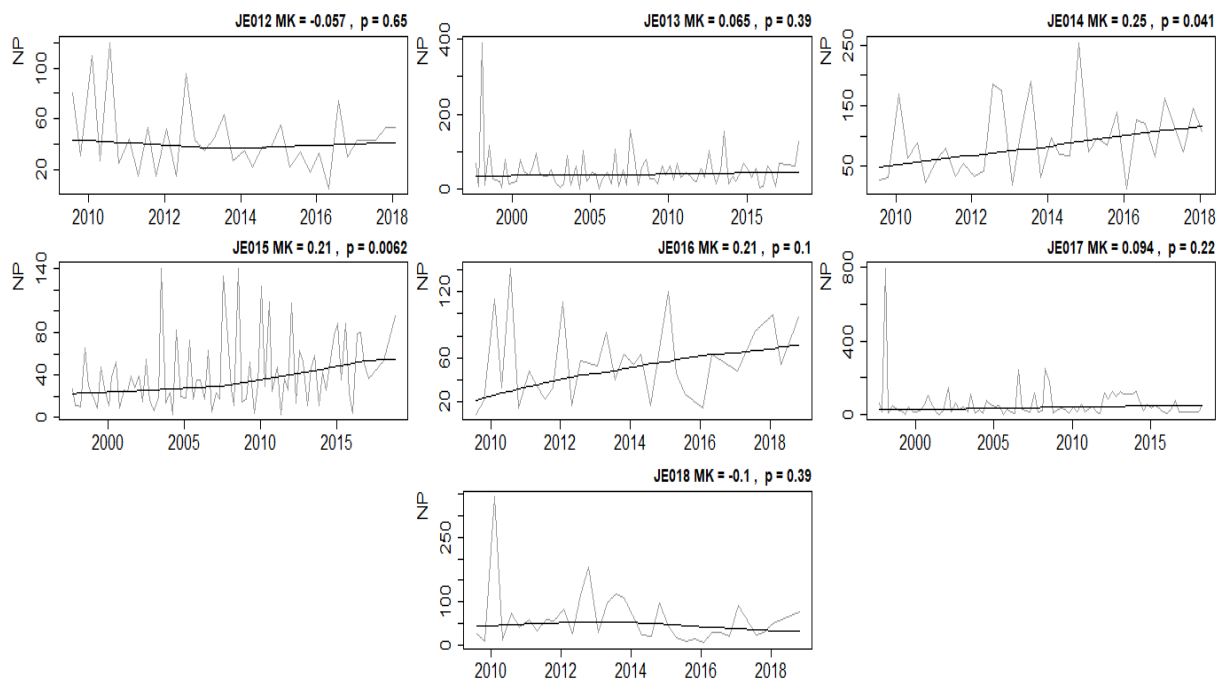 JE012 MK = -0.057 , p = 0.65
NP
20 60 100
2010 2012 2014 2016 2018
JE013 MK = 0.065 , p = 0.39
NP
0 200 400
2000 2005 2010 2015
JE014 MK = 0.25 , p = 0.041
NP
50 150 250
2010 2012 2014 2016 2018
JE015 MK = 0.21 , p = 0.0062
NP
0 40 80 140
2000 2005 2010 2015
JE016 MK = 0.21 , p = 0.1
NP
20 60 120
2010 2012 2014 2016 2018
JE017 MK = 0.094 , p = 0.22
NP
0 400 800
2000 2005 2010 2015
JE018 MK = -0.1 , p = 0.39
NP
0 100 250
2010 2012 2014 2016 2018